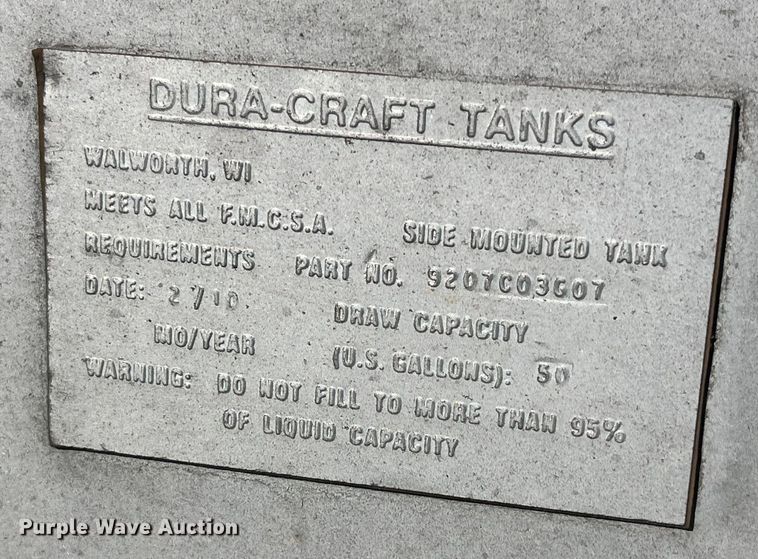 DURA-CRAFT TANKS
WALWORTH, WI
MEETS ALL F.M.C.S.A.
REQUIREMENTS
SIDE MOUNTED TANK
PART NO. 9207C03G07
DATE: 2/10
MO/YEAR
DRAW CAPACITY
(U.S. GALLONS): 50
WARNING: DO NOT FILL TO MORE THAN 95%
OF LIQUID CAPACITY
Purple Wave Auction